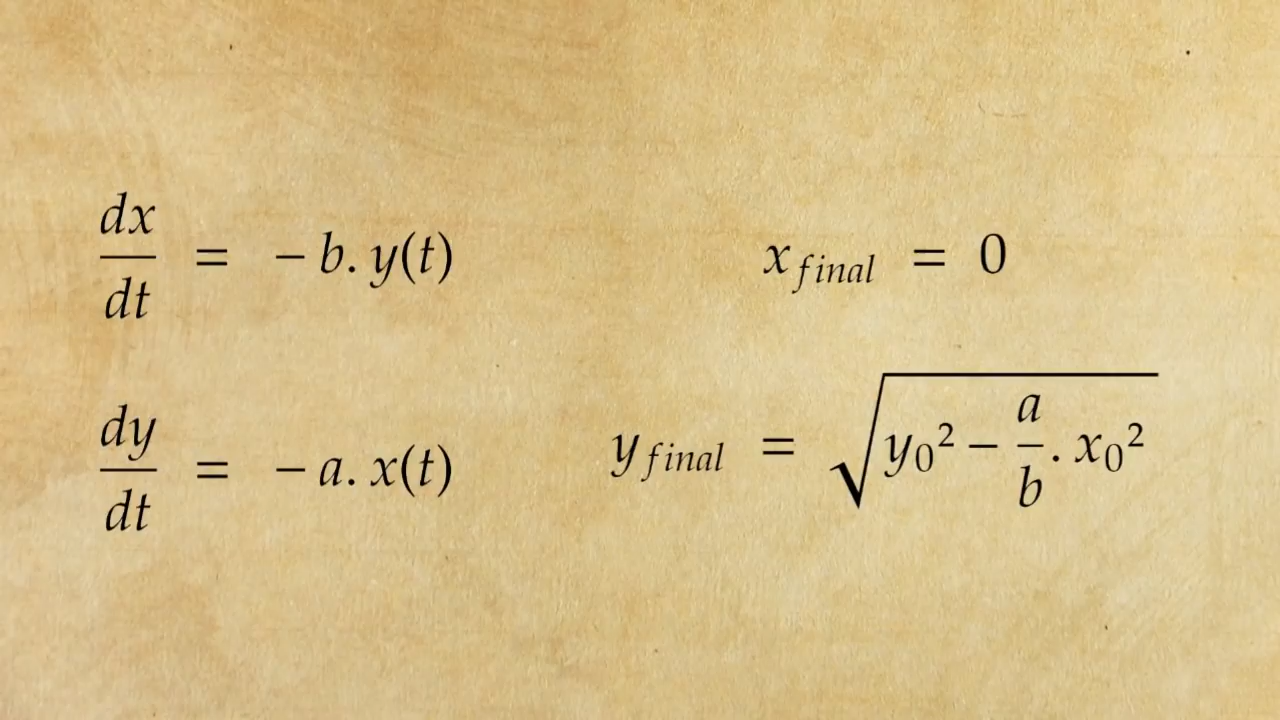 dx/dt = − b. y(t)
x_final = 0
dy/dt = − a. x(t)
y_final = √(y₀² − a/b . x₀²)